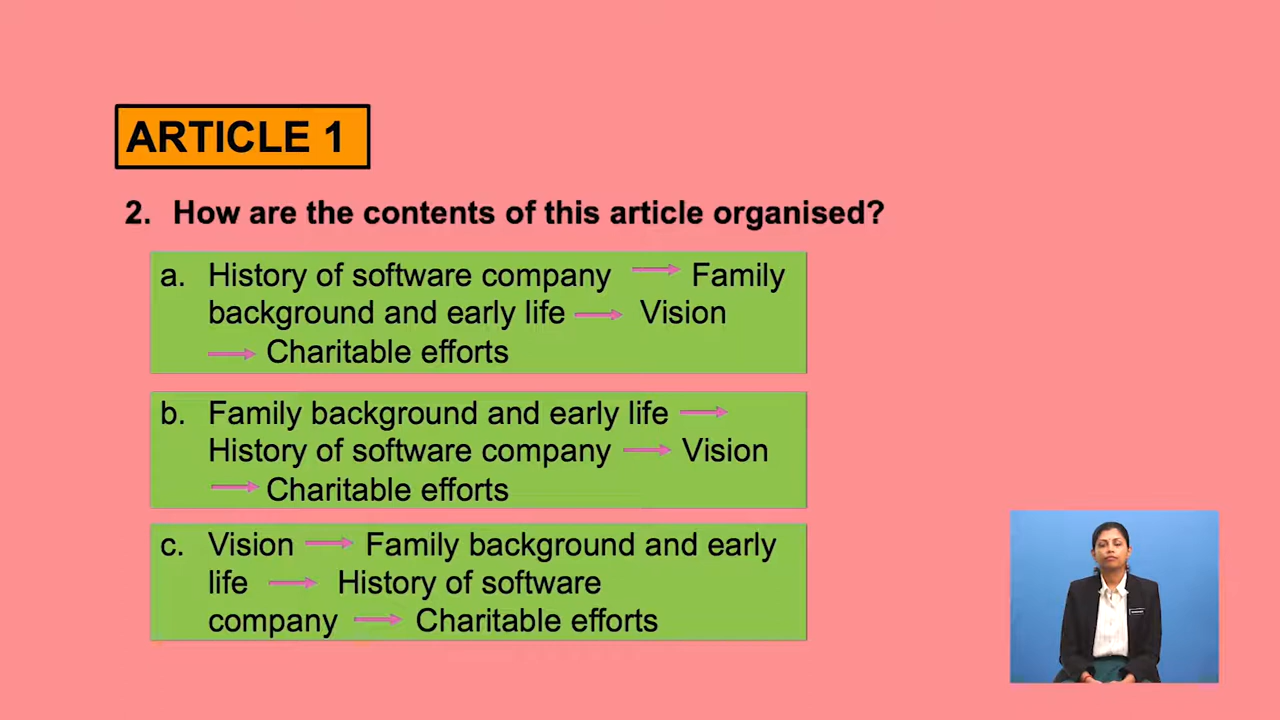 ARTICLE 1
2. How are the contents of this article organised?
a. History of software company → Family
background and early life → Vision
→ Charitable efforts
b. Family background and early life →
History of software company → Vision
→ Charitable efforts
c. Vision → Family background and early
life → History of software
company → Charitable efforts